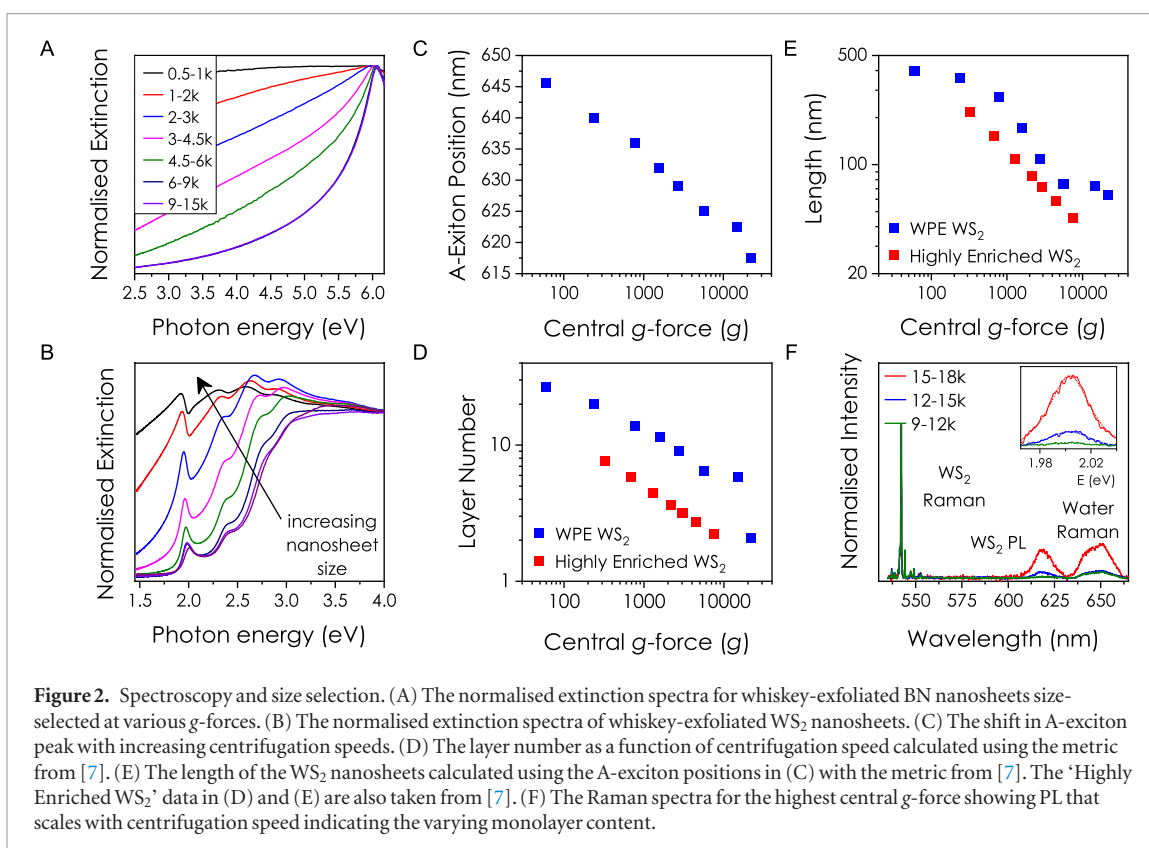 A
Normalised Extinction
0.5-1k
1-2k
2-3k
3-4.5k
4.5-6k
6-9k
9-15k
2.5 3.0 3.5 4.0 4.5 5.0 5.5 6.0
Photon energy (eV)
B
Normalised Extinction
increasing
nanosheet
size
1.5 2.0 2.5 3.0 3.5 4.0
Photon energy (eV)
C
A-Exiton Position (nm)
650
645
640
635
630
625
620
615
100 1000 10000
Central g-force (g)
D
Layer Number
10
1
WPE WS2
Highly Enriched WS2
100 1000 10000
Central g-force (g)
E
Length (nm)
500
100
20
WPE WS2
Highly Enriched WS2
100 1000 10000
Central g-force (g)
F
Normalised Intensity
15-18k
12-15k
9-12k
1.98 2.02
E (eV)
WS2
Raman
WS2 PL
Water
Raman
550 575 600 625 650
Wavelength (nm)
Figure 2. Spectroscopy and size selection. (A) The normalised extinction spectra for whiskey-exfoliated BN nanosheets size-
selected at various g-forces. (B) The normalised extinction spectra of whiskey-exfoliated WS2 nanosheets. (C) The shift in A-exciton
peak with increasing centrifugation speeds. (D) The layer number as a function of centrifugation speed calculated using the metric
from [7]. (E) The length of the WS2 nanosheets calculated using the A-exciton positions in (C) with the metric from [7]. The ‘Highly
Enriched WS2’ data in (D) and (E) are also taken from [7]. (F) The Raman spectra for the highest central g-force showing PL that
scales with centrifugation speed indicating the varying monolayer content.